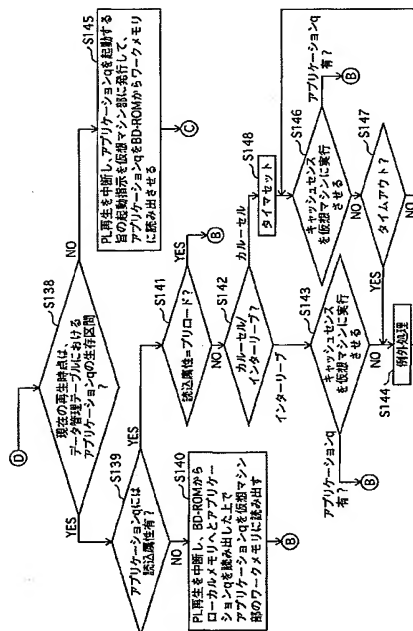 D
S138
現在の再生時点は、
データ管理テーブルにおける
アプリケーションqの生存区間
?
YES
NO
S145
PL再生を中断し、アプリケーションqを起動する
旨の起動指示を仮想マシン部に発行して、
アプリケーションqをBD-ROMからワークメモリ
に読み出させる
C
S139
アプリケーションqには
読込属性有?
YES
NO
S140
PL再生を中断し、BD-ROMから
ローカルメモリへとアプリケー
ションqを読み出した上で
アプリケーションqを仮想マシン
部のワークメモリに読み出す
B
S141
読込属性=プリロード?
YES
B
NO
S142
カルーセル/
インターリーブ?
カルーセル
インターリーブ
S148
タイマセット
S143
キャッシュセンス
を仮想マシンに実行
させる
アプリケーションq
有?
B
NO
S144
例外処理
S146
キャッシュセンス
を仮想マシンに実行
させる
アプリケーションq
有?
B
NO
S147
タイムアウト?
YES
NO